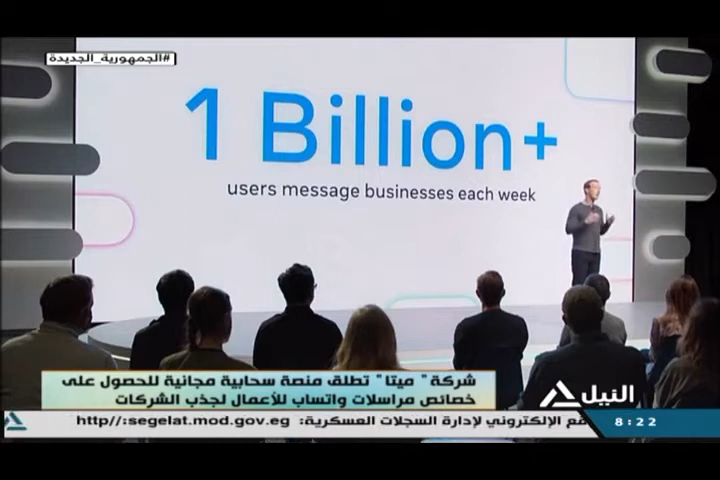 #الجمهورية_الجديدة
1 Billion+
users message businesses each week
شركة " ميتا " تطلق منصة سحابية مجانية للحصول على
خصائص مراسلات واتساب للأعمال لجذب الشركات
النيل
قع الإلكتروني لإدارة السجلات العسكرية: http//:segelat.mod.gov.eg
8:22